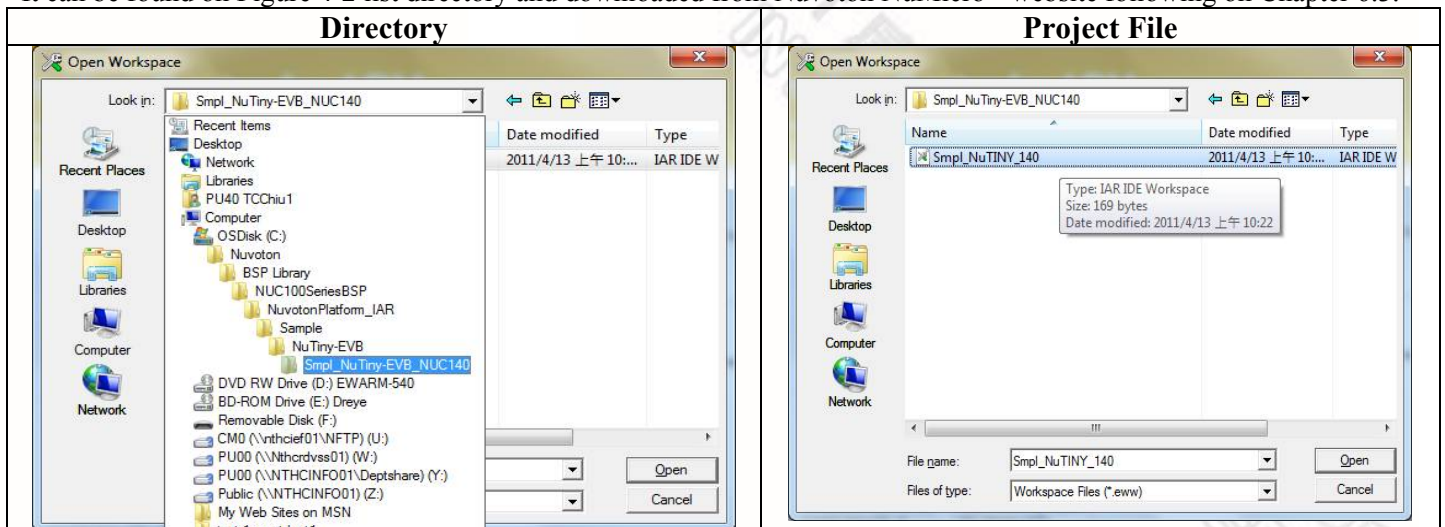 Directory
Project File
Open Workspace
Look in:
Smpl_NuTiny-EVB_NUC140
Recent Items
Desktop
Network
Libraries
PU40 TCChiu1
Computer
OSDisk (C:)
Nuvoton
BSP Library
NUC100SeriesBSP
NuvotonPlatform_IAR
Sample
NuTiny-EVB
Smpl_NuTiny-EVB_NUC140
DVD RW Drive (D:) EWARM-540
BD-ROM Drive (E:) Dreye
Removable Disk (F:)
CM0 (\\nthcief01\NFTP) (U:)
PU00 (\\Nthcrdvss01) (W:)
PU00 (\\NTHCINFO01\Deptshare) (Y:)
Public (\\NTHCINFO01) (Z:)
My Web Sites on MSN
Recent Places
Desktop
Libraries
Computer
Network
Date modified Type
2011/4/13 上午 10:... IAR IDE W
Open
Cancel
Open Workspace
Look in:
Smpl_NuTiny-EVB_NUC140
Recent Places
Desktop
Libraries
Computer
Network
Name Date modified Type
Smpl_NuTINY_140 2011/4/13 上午 10:... IAR IDE W
Type: IAR IDE Workspace
Size: 169 bytes
Date modified: 2011/4/13 上午 10:22
File name: Smpl_NuTINY_140 Open
Files of type: Workspace Files (*.eww) Cancel